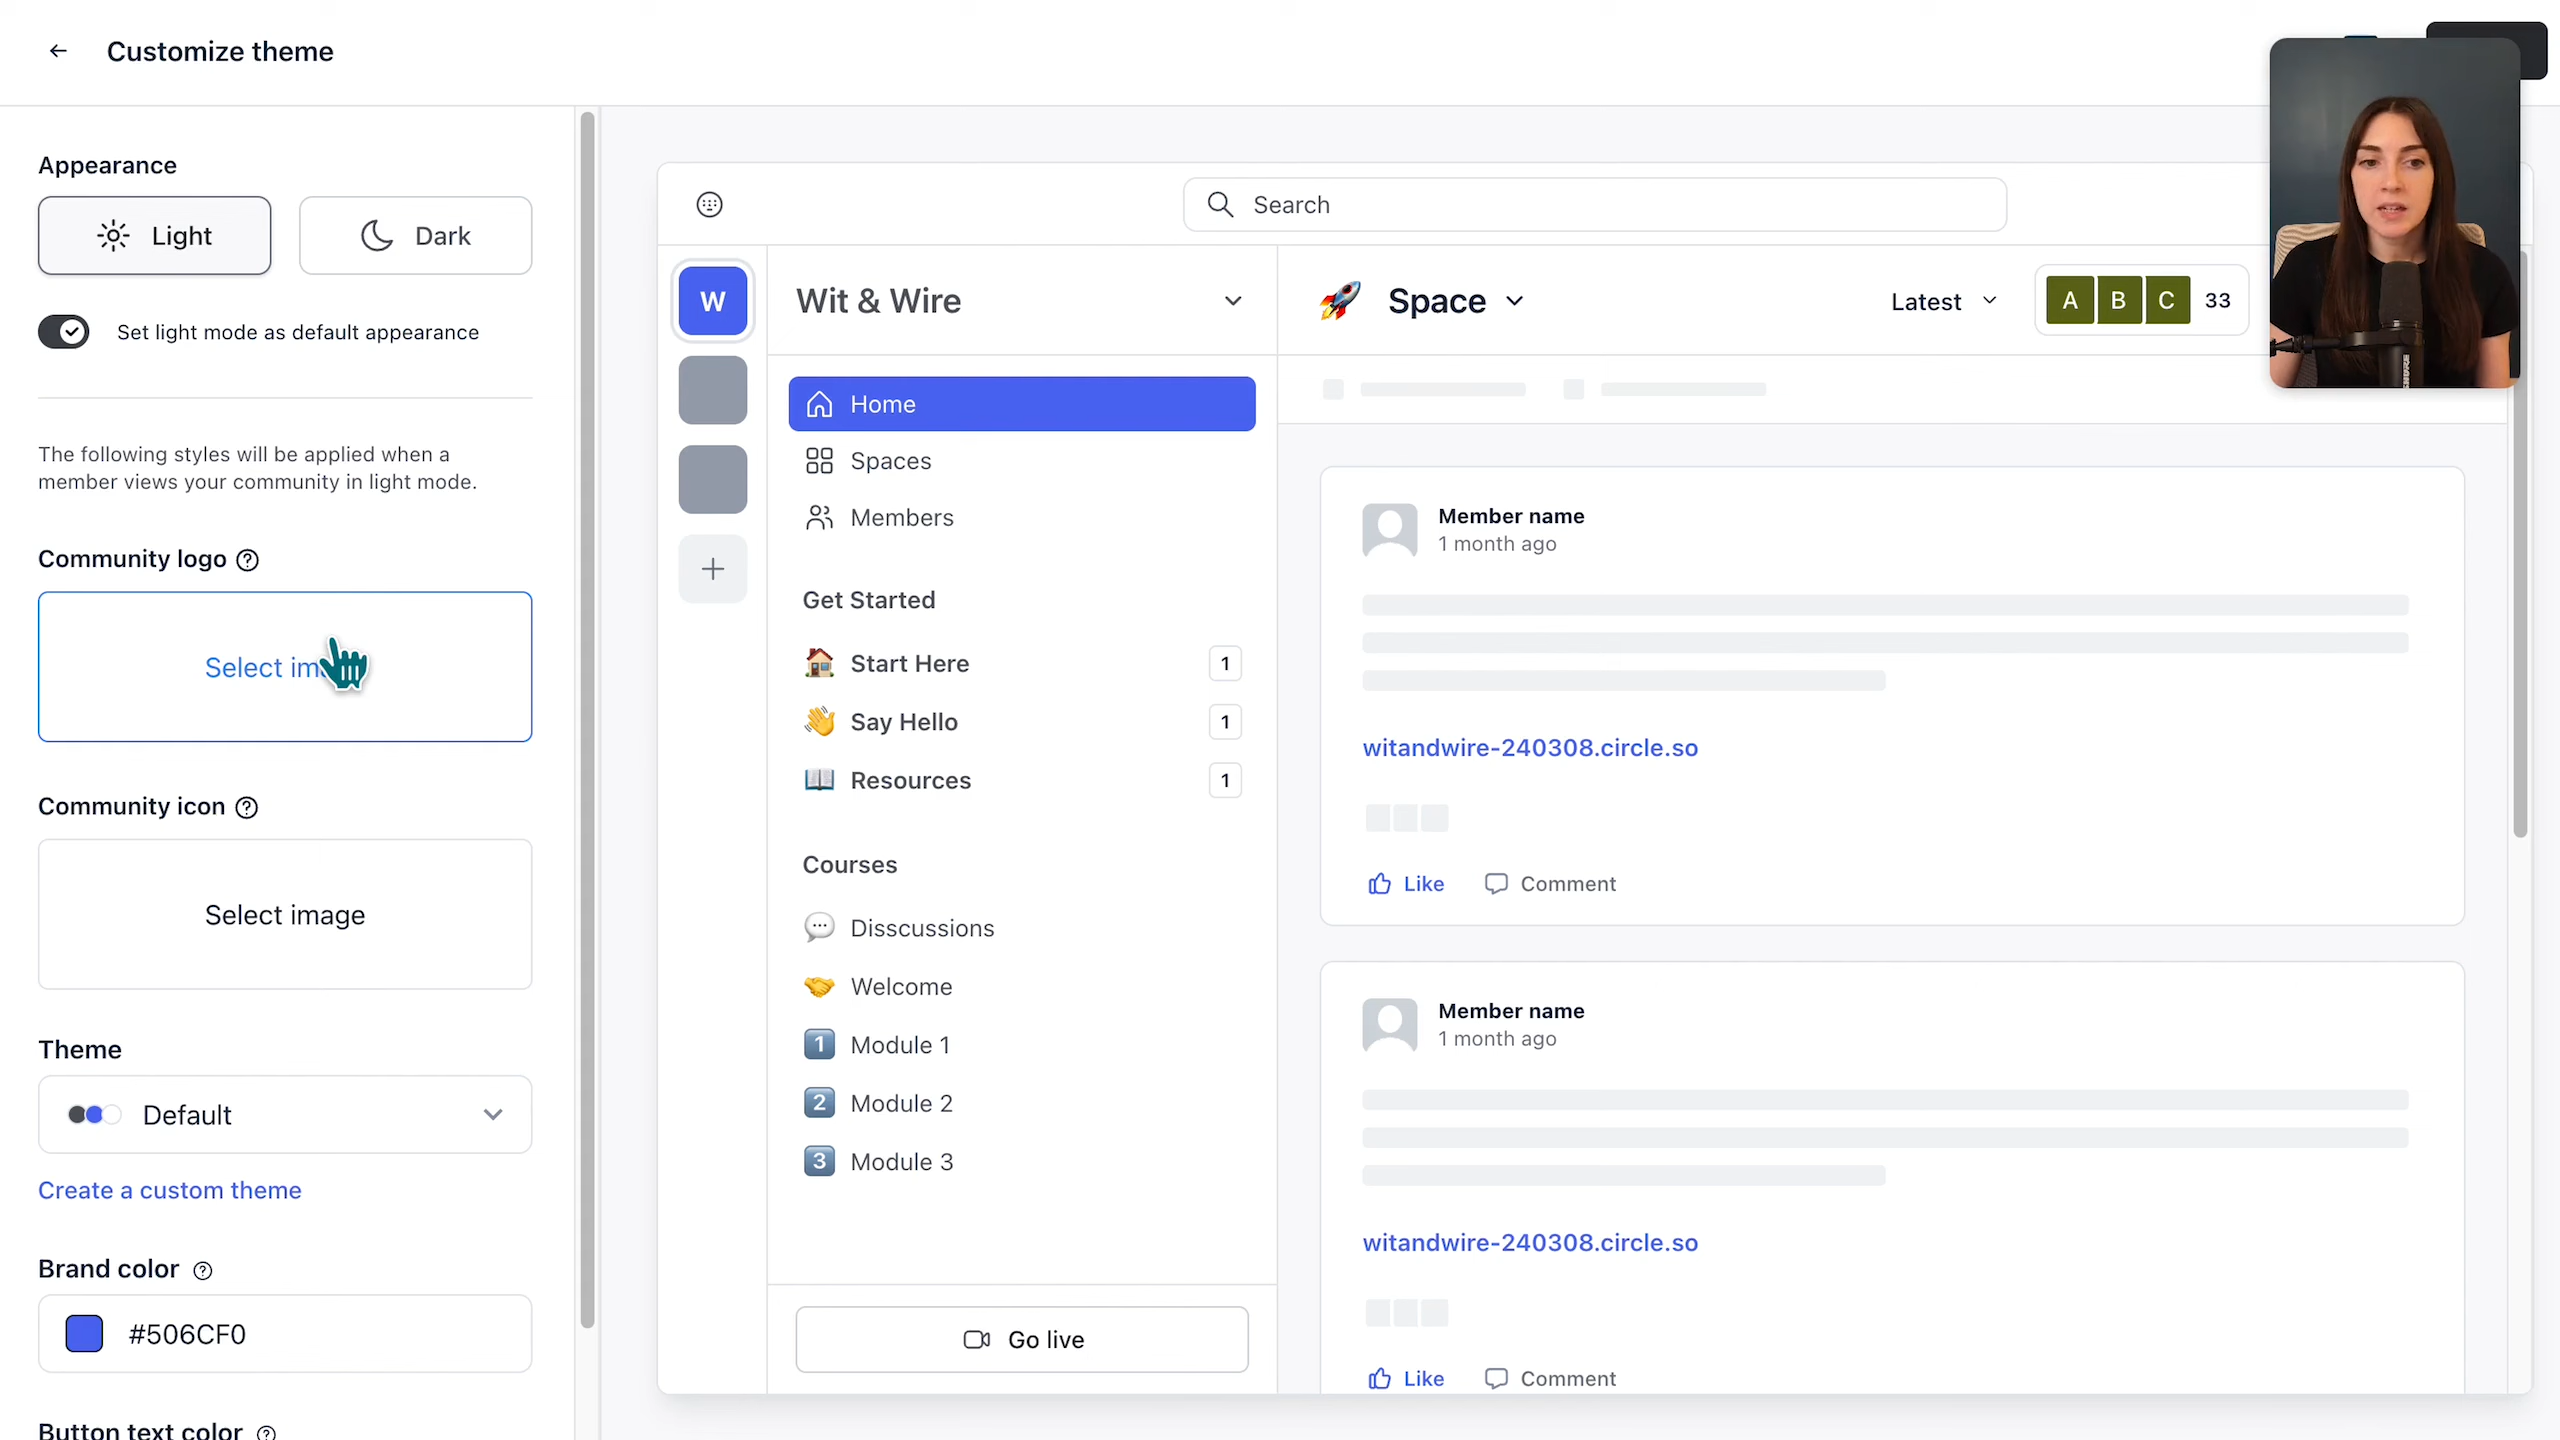 Customize theme
Appearance
Light
Dark
Set light mode as default appearance
The following styles will be applied when a
member views your community in light mode.
Community logo
Select
Community icon
Select image
Theme
Default
Create a custom theme
Brand color
#506CF0
Button text color
Search
W
Wit & Wire
Home
Spaces
Members
Get Started
Start Here 1
Say Hello 1
Resources 1
Courses
Disscussions
Welcome
1 Module 1
2 Module 2
3 Module 3
Go live
Space
Latest
A B C 33
Member name
1 month ago
witandwire-240308.circle.so
Like Comment
Member name
1 month ago
witandwire-240308.circle.so
Like Comment